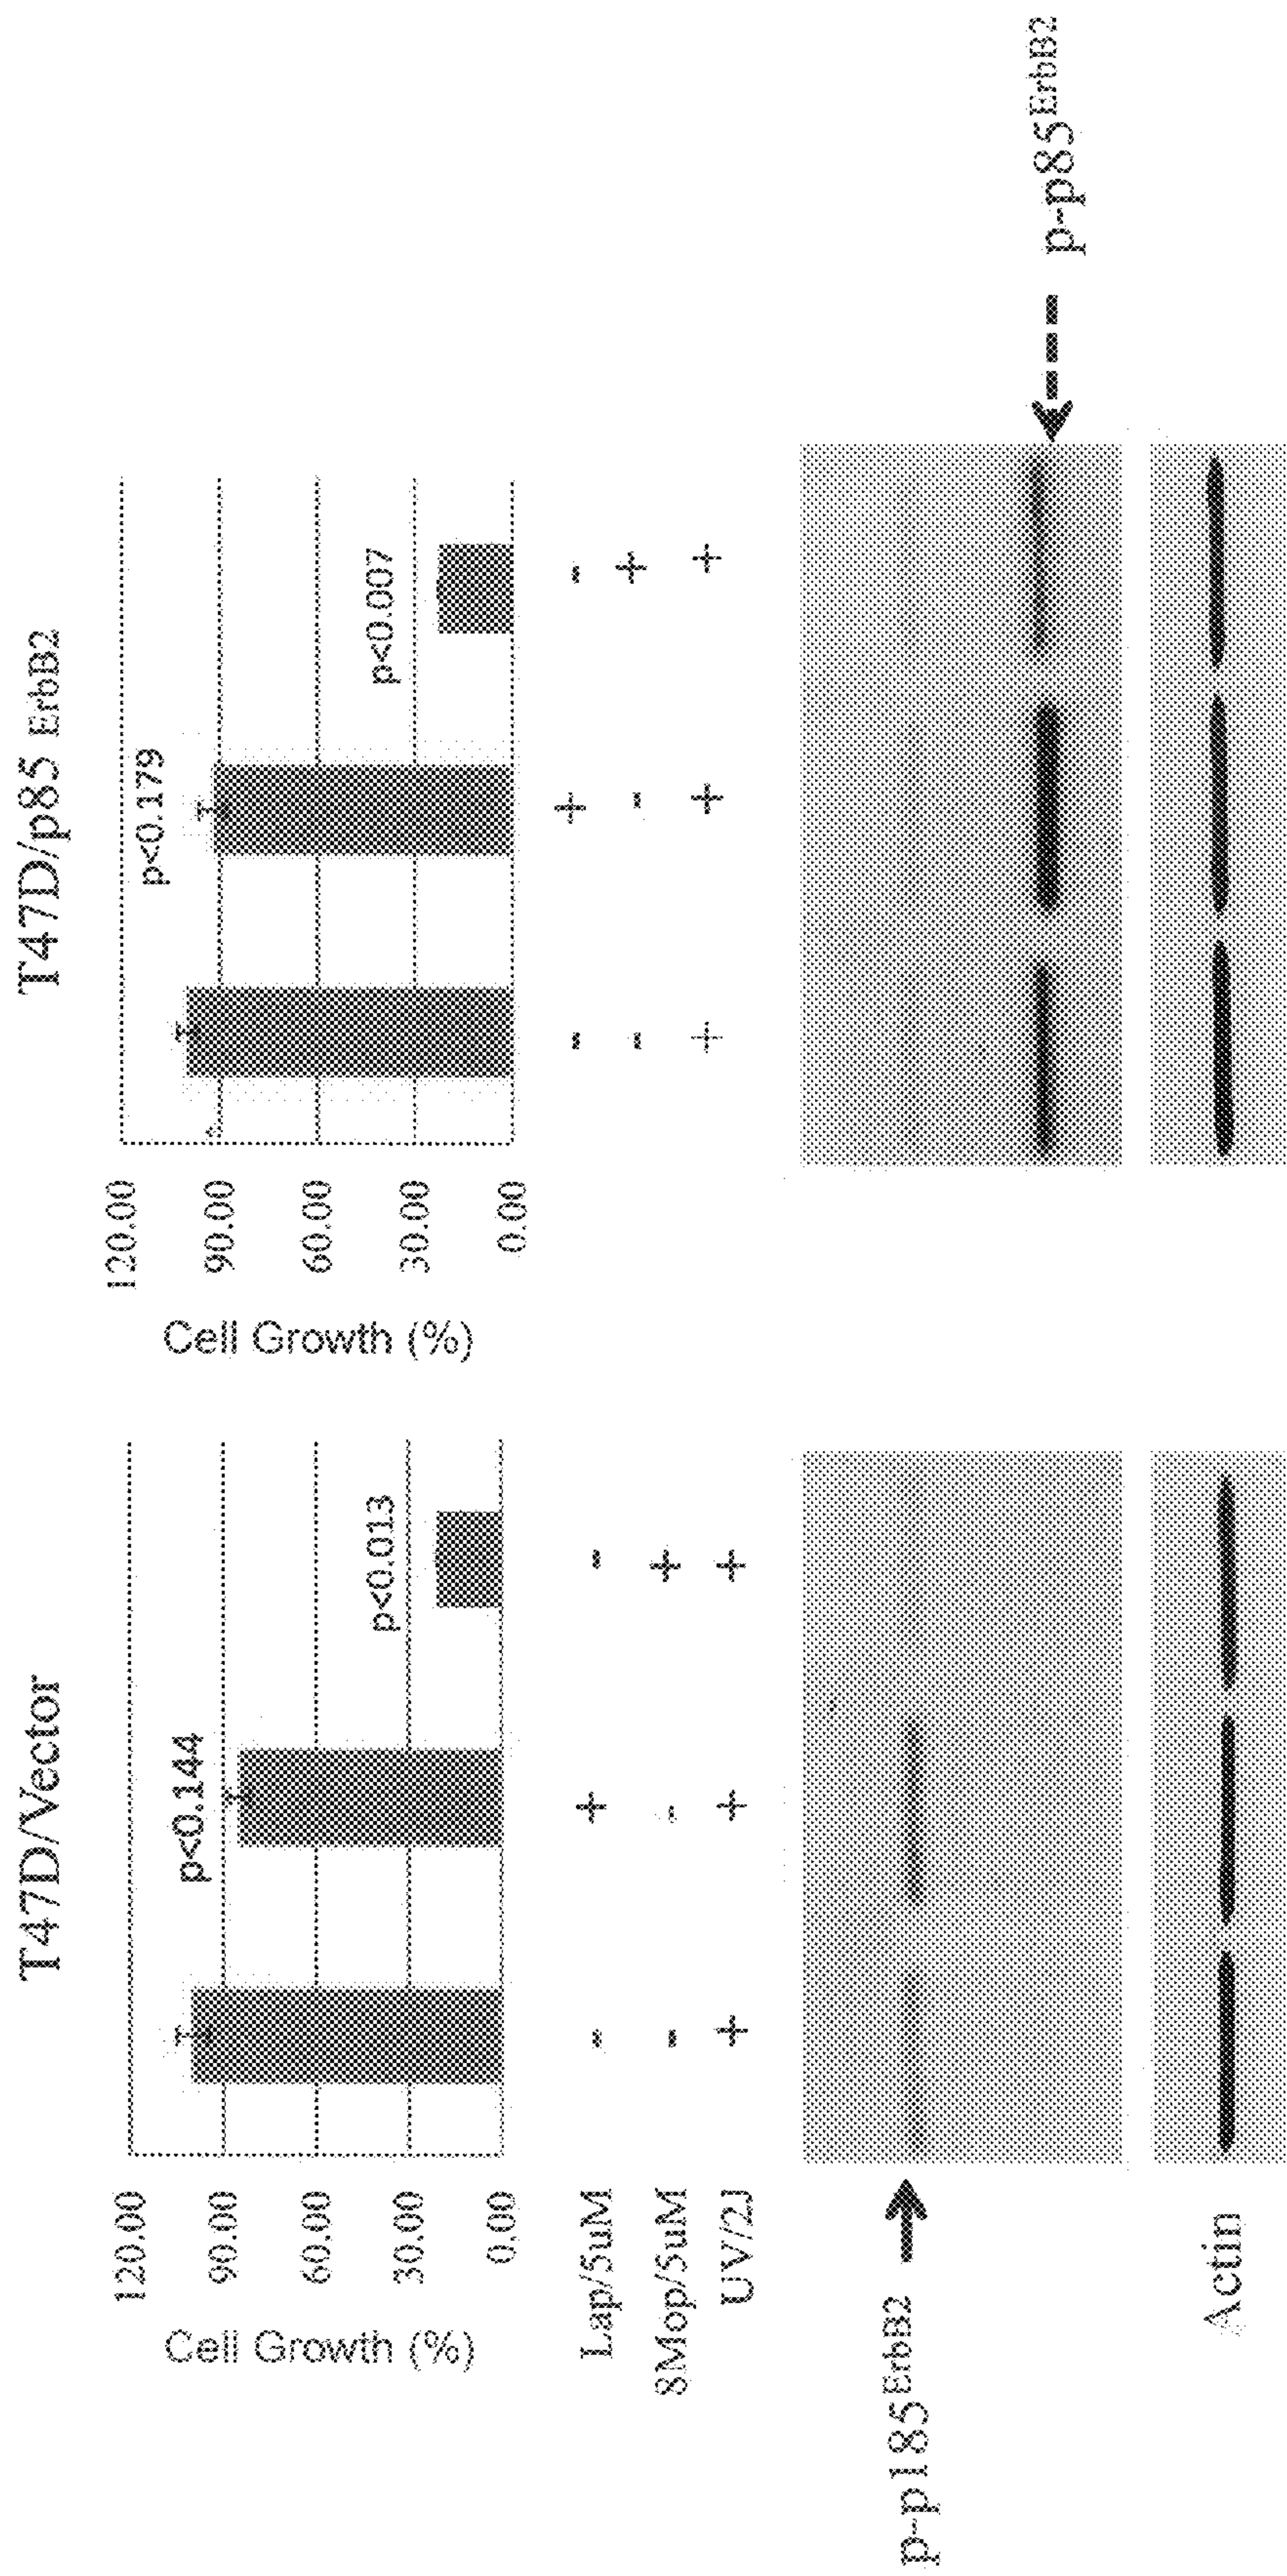 T47D/Vector
Cell Growth (%)
120.00
90.00
60.00
30.00
0.00
p<0.144
p<0.013
Lap/5uM - + -
8Mop/5uM - - +
UV/2J + + +
p-p185ErbB2
Actin
T47D/p85 ErbB2
Cell Growth (%)
120.00
90.00
60.00
30.00
0.00
p<0.179
p<0.007
- + -
- - +
+ + +
p-p85ErbB2